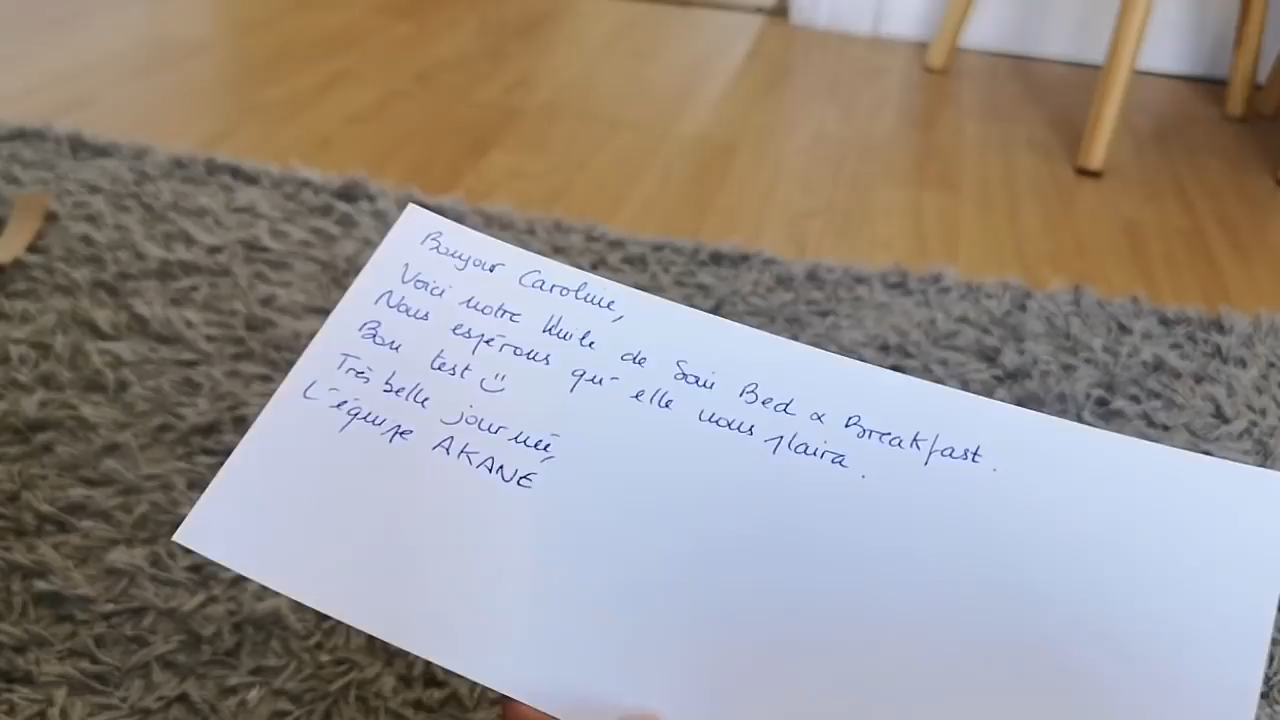 Bonjour Caroline,
Voici notre Huile de Soin Bed & Breakfast.
Nous espérons qu'elle vous plaira.
Bon test :)
Très belle journée,
L'équipe AKANE